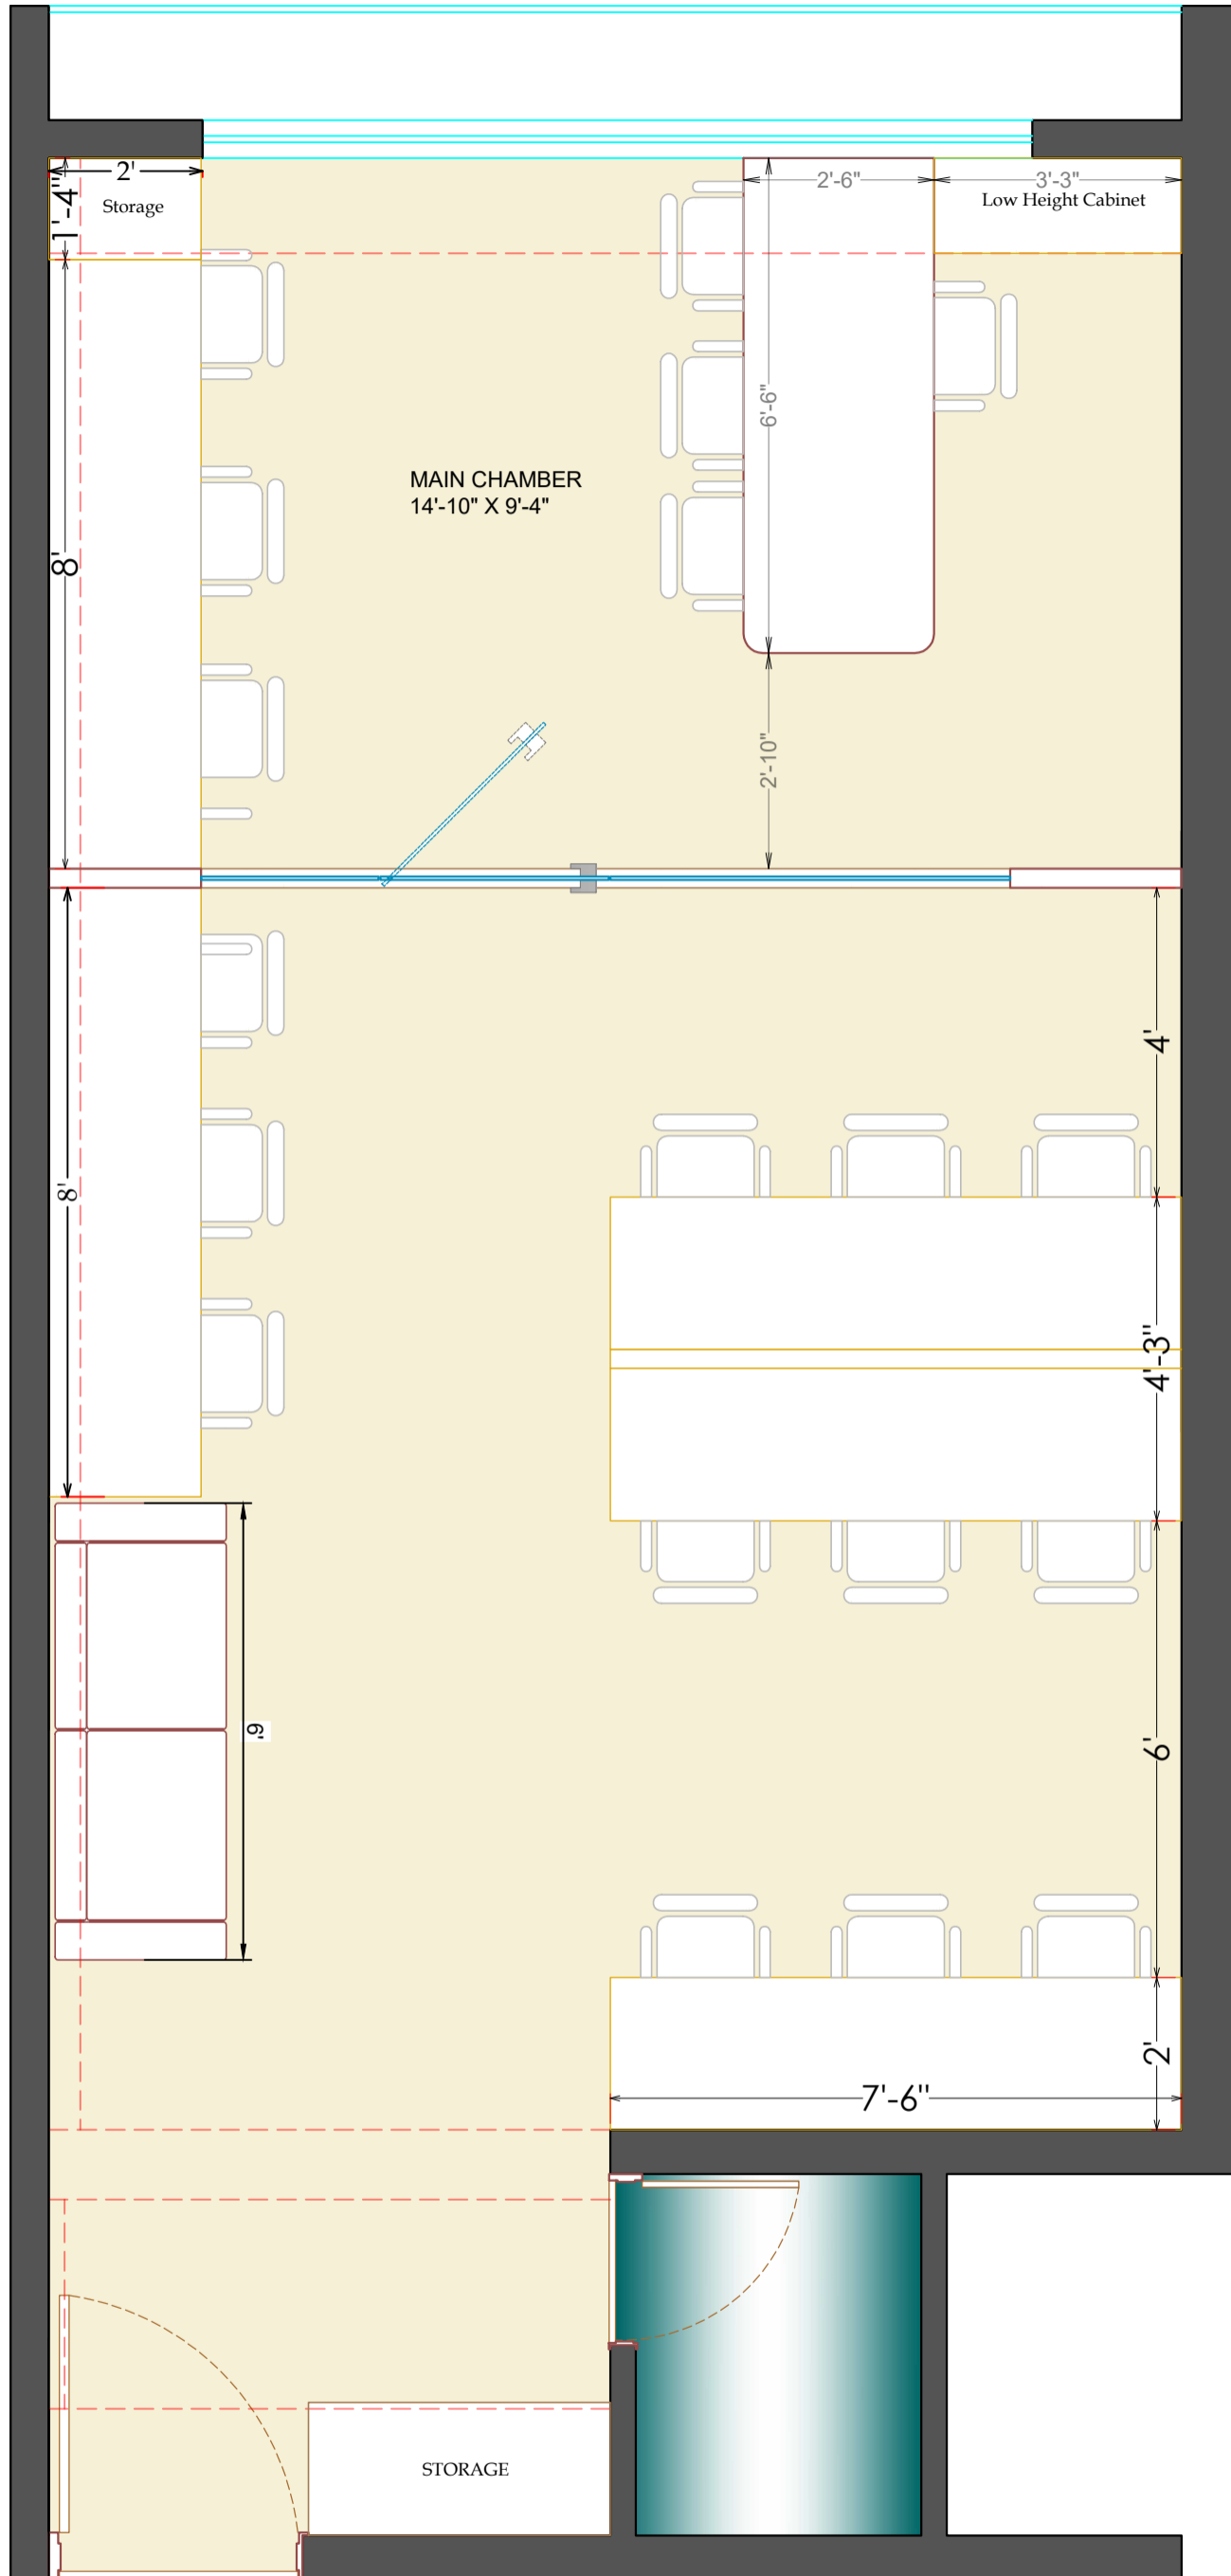 2'
1'-4"
Storage
2'-6"
3'-3"
Low Height Cabinet
6'-6"
MAIN CHAMBER
14'-10" X 9'-4"
8'
2'-10"
4'
8'
4'-3"
6'
6'
2'
7'-6"
STORAGE